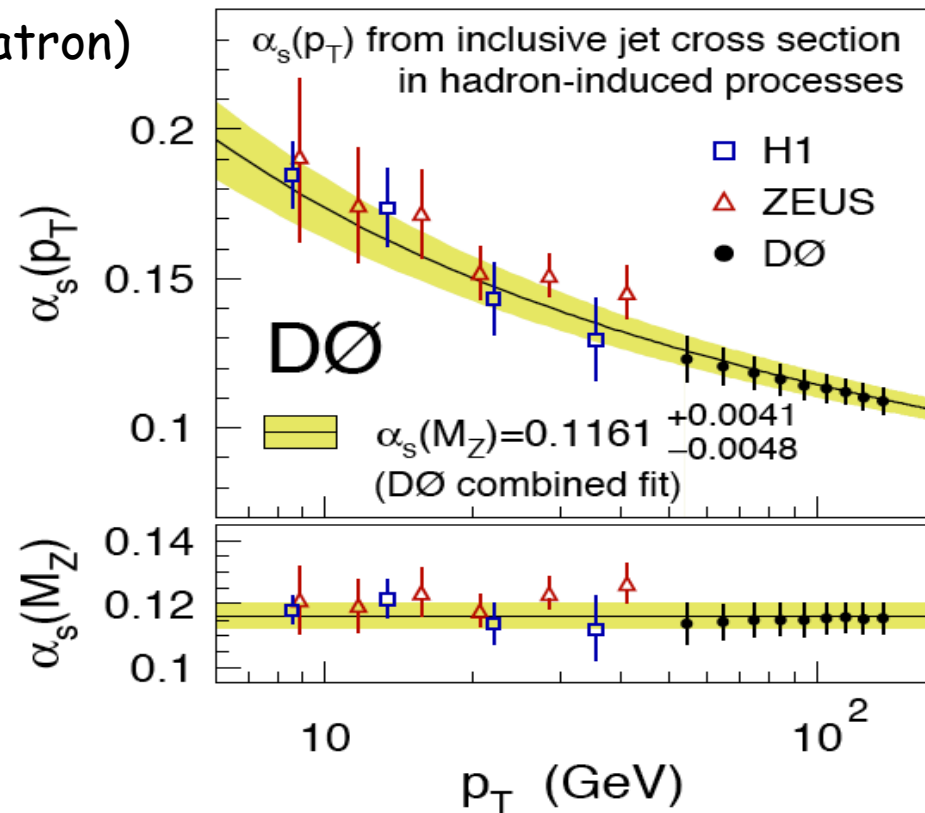 atron)
αs(pT) from inclusive jet cross section
in hadron-induced processes
H1
ZEUS
DØ
0.2
0.15
0.1
αs(pT)
DØ
αs(MZ)=0.1161 +0.0041 −0.0048
(DØ combined fit)
0.14
0.12
0.1
αs(MZ)
10
10²
pT (GeV)